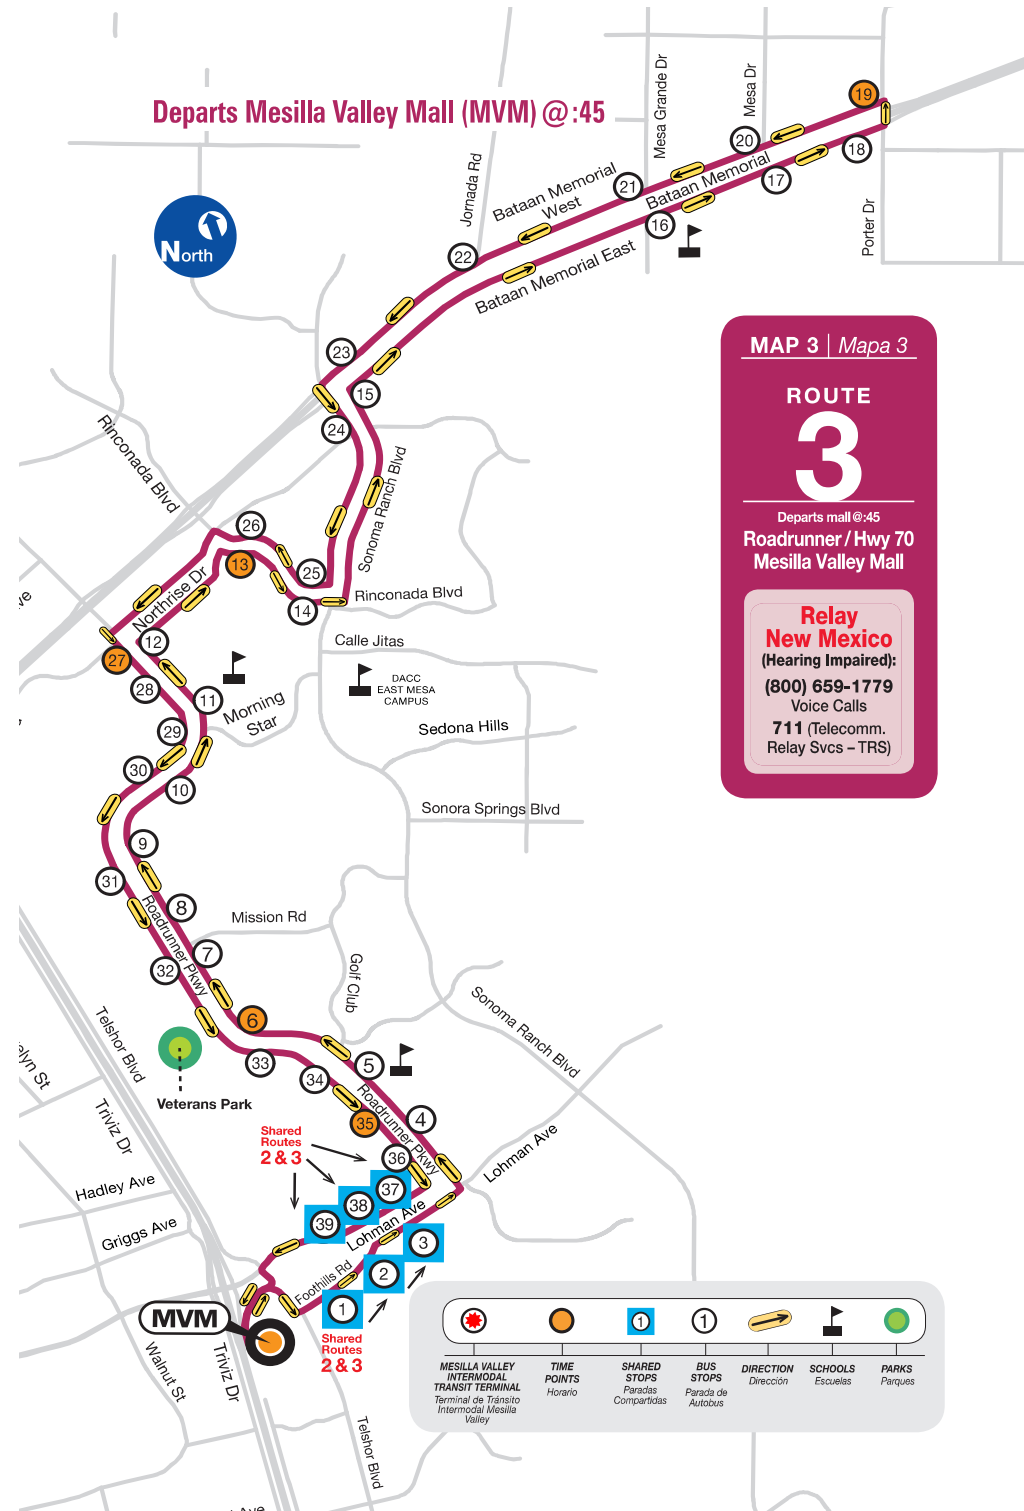 Departs Mesilla Valley Mall (MVM) @ :45
North
Mesa Grande Dr
Mesa Dr
Porter Dr
Jornada Rd
Bataan Memorial
West
Bataan Memorial
Bataan Memorial East
19
20
18
17
21
16
22
23
15
24
MAP 3 | Mapa 3
ROUTE
3
Departs mall@:45
Roadrunner / Hwy 70
Mesilla Valley Mall
Relay
New Mexico
(Hearing Impaired):
(800) 659-1779
Voice Calls
711 (Telecomm.
Relay Svcs – TRS)
Rinconada Blvd
Sonoma Ranch Blvd
26
13
25
14
Rinconada Blvd
Northrise Dr
ve
12
27
28
11
29
30
10
Calle Jitas
DACC
EAST MESA
CAMPUS
Morning
Star
Sedona Hills
Sonora Springs Blvd
9
31
8
7
32
Roadrunner Pkwy
Mission Rd
Golf Club
6
33
34
5
35
4
36
Roadrunner Pkwy
Sonoma Ranch Blvd
Telshor Blvd
elyn St
Triviz Dr
Veterans Park
Shared
Routes
2 & 3
37
38
39
Lohman Ave
Lohman Ave
Hadley Ave
Griggs Ave
Foothills Rd
3
2
1
Shared
Routes
2 & 3
MVM
Walnut St
Triviz Dr
Telshor Blvd
1
1
MESILLA VALLEY
INTERMODAL
TRANSIT TERMINAL
Terminal de Tránsito
Intermodal Mesilla
Valley
TIME
POINTS
Horario
SHARED
STOPS
Paradas
Compartidas
BUS
STOPS
Parada de
Autobus
DIRECTION
Dirección
SCHOOLS
Escuelas
PARKS
Parques